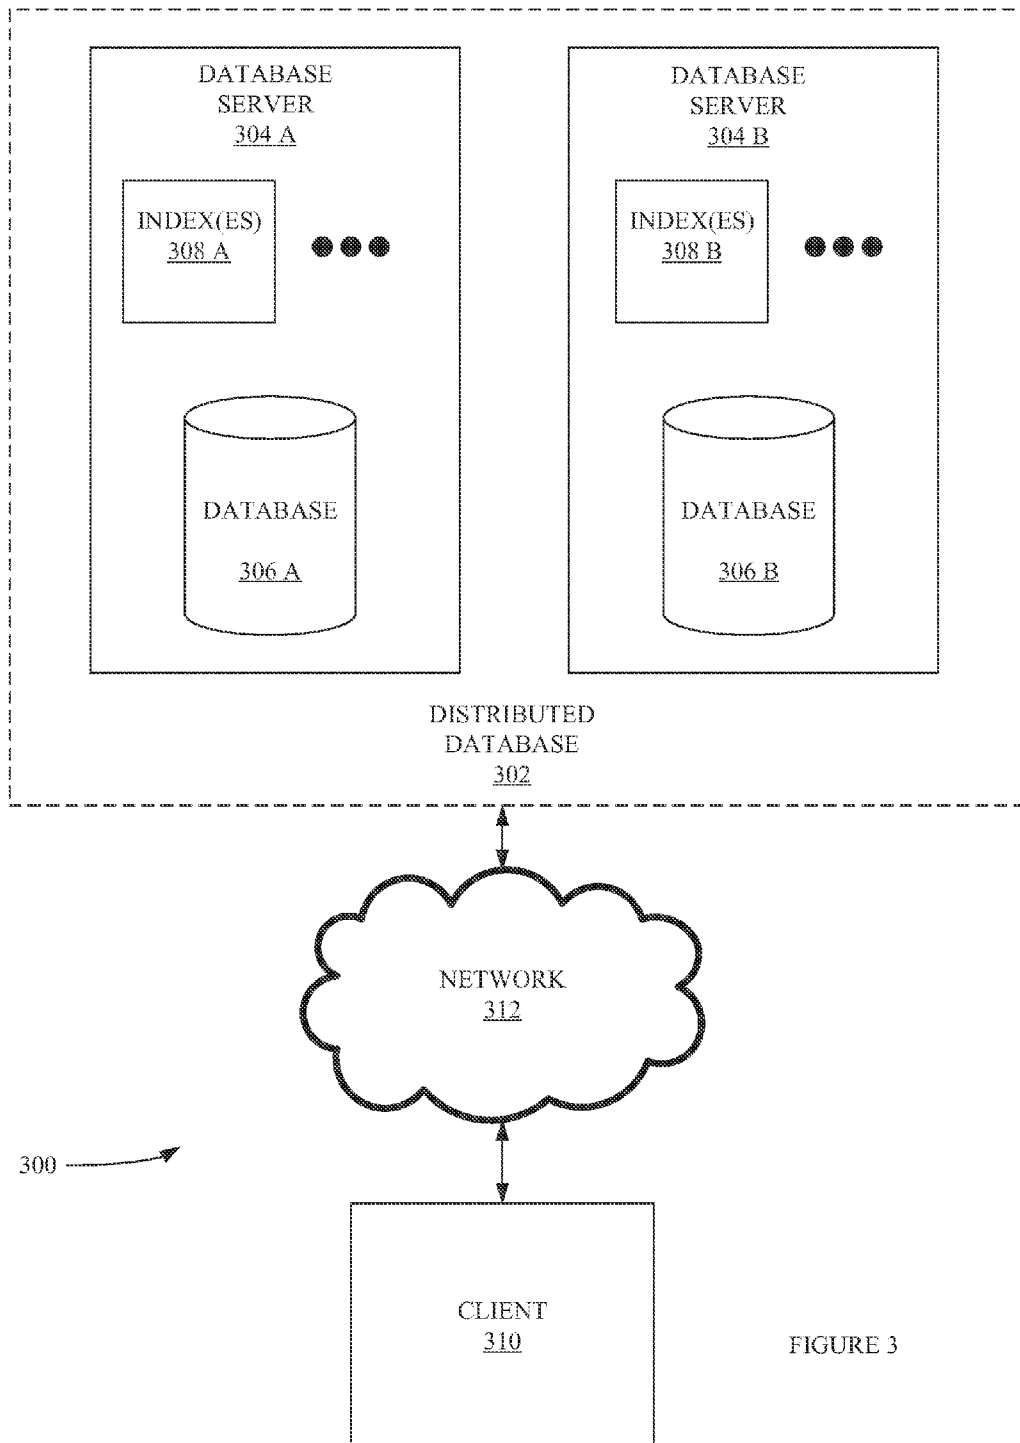 DATABASE
SERVER
304 A
INDEX(ES)
308 A
DATABASE
306 A
DATABASE
SERVER
304 B
INDEX(ES)
308 B
DATABASE
306 B
DISTRIBUTED
DATABASE
302
NETWORK
312
300
CLIENT
310
FIGURE 3